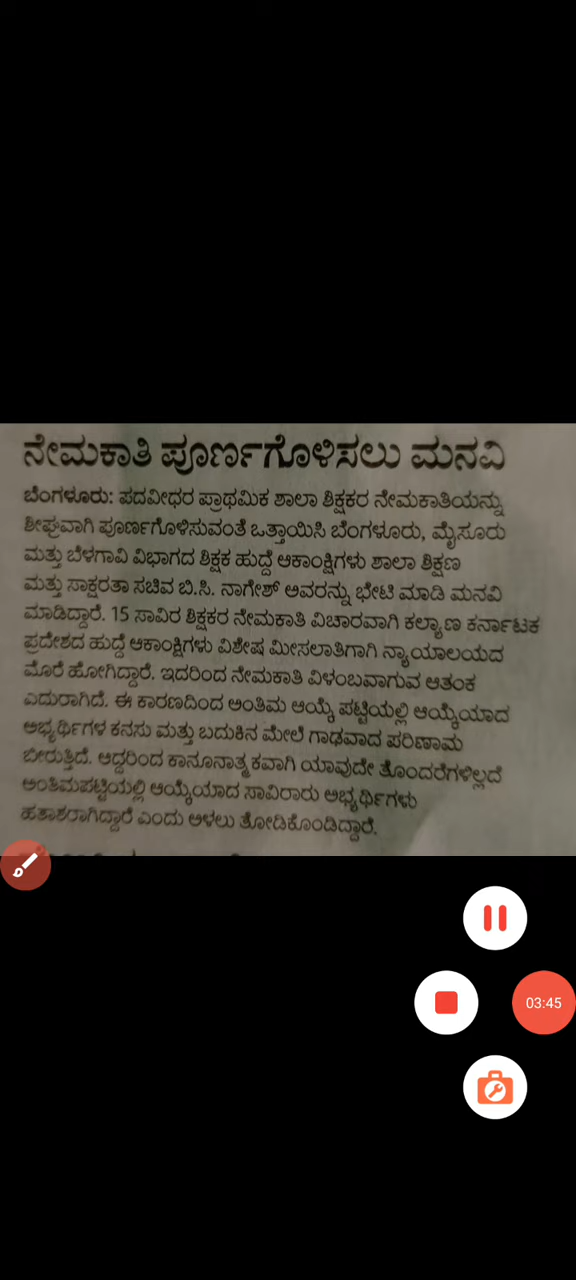 ನೇಮಕಾತಿ ಪೂರ್ಣಗೊಳಿಸಲು ಮನವಿ
ಬೆಂಗಳೂರು: ಪದವೀಧರ ಪ್ರಾಥಮಿಕ ಶಾಲಾ ಶಿಕ್ಷಕರ ನೇಮಕಾತಿಯನ್ನು
ಶೀಘ್ರವಾಗಿ ಪೂರ್ಣಗೊಳಿಸುವಂತೆ ಒತ್ತಾಯಿಸಿ ಬೆಂಗಳೂರು, ಮೈಸೂರು
ಮತ್ತು ಬೆಳಗಾವಿ ವಿಭಾಗದ ಶಿಕ್ಷಕ ಹುದ್ದೆ ಆಕಾಂಕ್ಷಿಗಳು ಶಾಲಾ ಶಿಕ್ಷಣ
ಮತ್ತು ಸಾಕ್ಷರತಾ ಸಚಿವ ಬಿ.ಸಿ. ನಾಗೇಶ್ ಅವರನ್ನು ಭೇಟಿ ಮಾಡಿ ಮನವಿ
ಮಾಡಿದ್ದಾರೆ. 15 ಸಾವಿರ ಶಿಕ್ಷಕರ ನೇಮಕಾತಿ ವಿಚಾರವಾಗಿ ಕಲ್ಯಾಣ ಕರ್ನಾಟಕ
ಪ್ರದೇಶದ ಹುದ್ದೆ ಆಕಾಂಕ್ಷಿಗಳು ವಿಶೇಷ ಮೀಸಲಾತಿಗಾಗಿ ನ್ಯಾಯಾಲಯದ
ಮೊರೆ ಹೋಗಿದ್ದಾರೆ. ಇದರಿಂದ ನೇಮಕಾತಿ ವಿಳಂಬವಾಗುವ ಆತಂಕ
ಎದುರಾಗಿದೆ. ಈ ಕಾರಣದಿಂದ ಅಂತಿಮ ಆಯ್ಕೆ ಪಟ್ಟಿಯಲ್ಲಿ ಆಯ್ಕೆಯಾದ
ಅಭ್ಯರ್ಥಿಗಳ ಕನಸು ಮತ್ತು ಬದುಕಿನ ಮೇಲೆ ಗಾಢವಾದ ಪರಿಣಾಮ
ಬೀರುತ್ತಿದೆ. ಆದ್ದರಿಂದ ಕಾನೂನಾತ್ಮಕವಾಗಿ ಯಾವುದೇ ತೊಂದರೆಗಳಿಲ್ಲದೆ
ಅಂತಿಮಪಟ್ಟಿಯಲ್ಲಿ ಆಯ್ಕೆಯಾದ ಸಾವಿರಾರು ಅಭ್ಯರ್ಥಿಗಳು
ಹತಾಶರಾಗಿದ್ದಾರೆ ಎಂದು ಅಳಲು ತೋಡಿಕೊಂಡಿದ್ದಾರೆ.
03:45